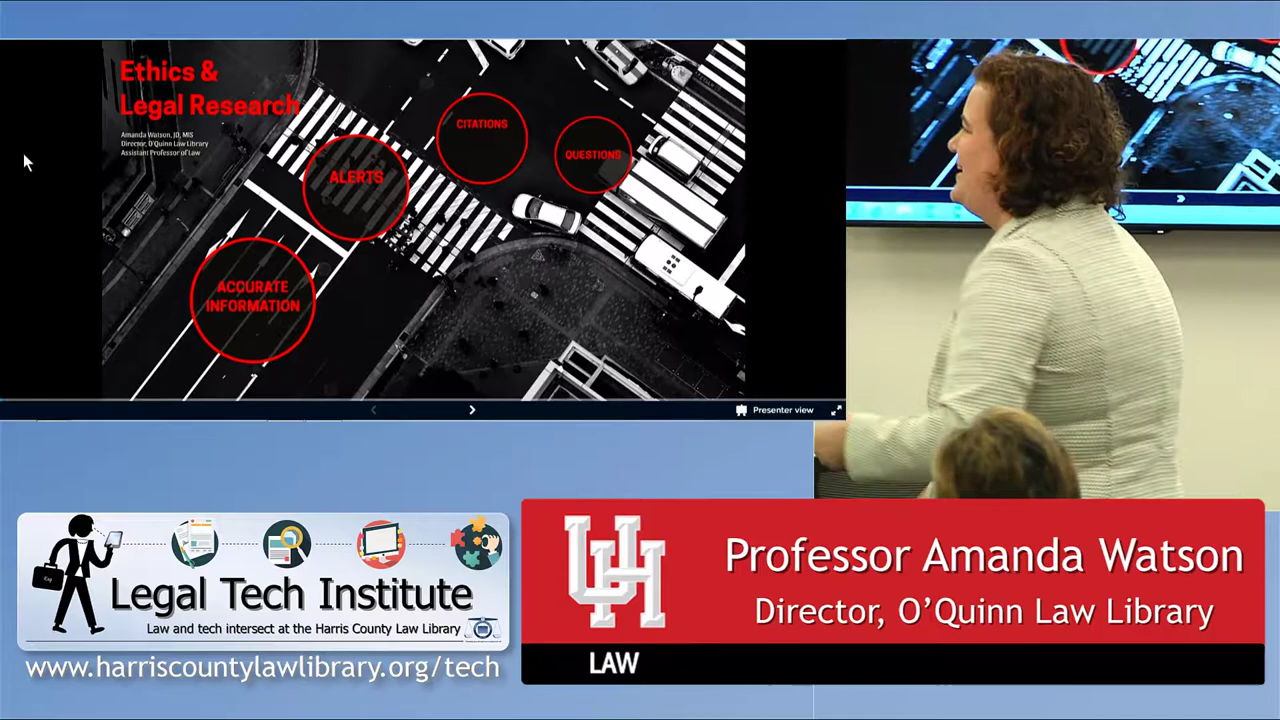 Ethics &
Legal Research
Amanda Watson, JD, MIS
Director, O'Quinn Law Library
Assistant Professor of Law
CITATIONS
QUESTIONS
ALERTS
ACCURATE
INFORMATION
Presenter view
Esq
Legal Tech Institute
Law and tech intersect at the Harris County Law Library
www.harriscountylawlibrary.org/tech
UH
LAW
Professor Amanda Watson
Director, O’Quinn Law Library